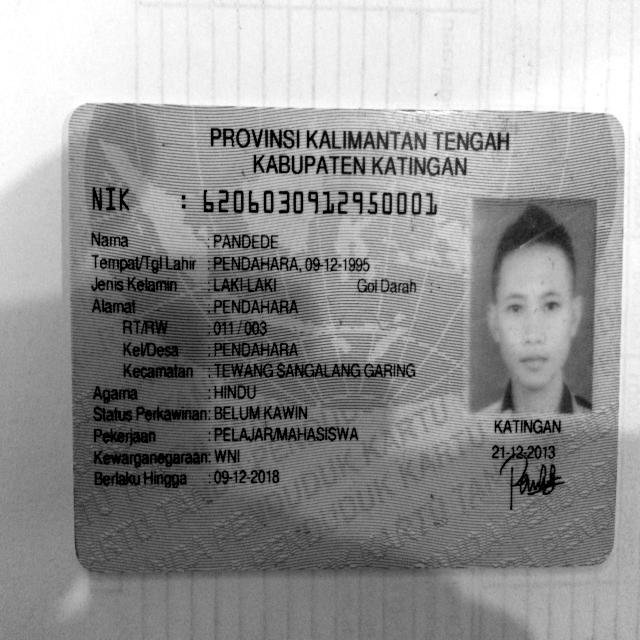 PROVINSI KALIMANTAN TENGAH
KABUPATEN KATINGAN
NIK : 6206030912950001
Nama : PANDEDE
Tempat/Tgl Lahir : PENDAHARA, 09-12-1995
Jenis Kelamin : LAKI-LAKI Gol Darah : -
Alamat : PENDAHARA
RT/RW : 011 / 003
Kel/Desa : PENDAHARA
Kecamatan : TEWANG SANGALANG GARING
Agama : HINDU
Status Perkawinan: BELUM KAWIN
Pekerjaan : PELAJAR/MAHASISWA
Kewarganegaraan: WNI
Berlaku Hingga : 09-12-2018
KATINGAN
21-12-2013